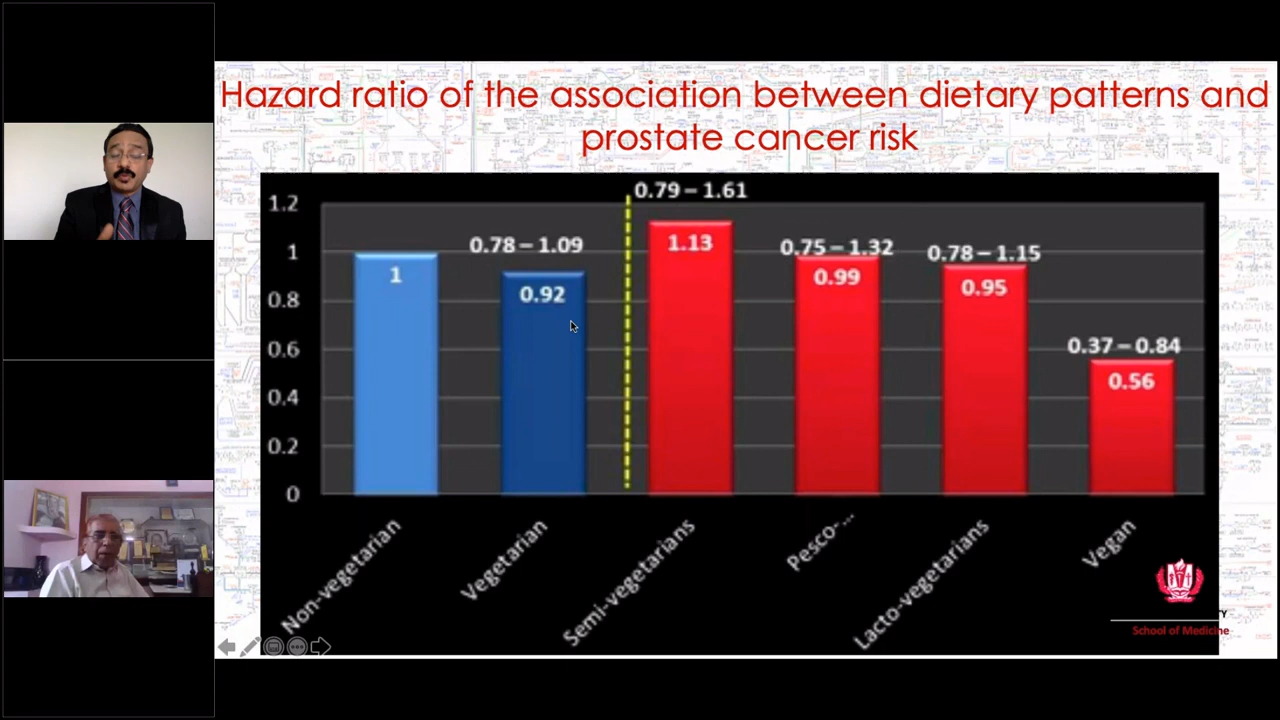 Hazard ratio of the association between dietary patterns and
prostate cancer risk
1.2
1
0.8
0.6
0.4
0.2
0
0.78 – 1.09
0.79 – 1.61
0.75 – 1.32
0.78 – 1.15
0.37 – 0.84
1
0.92
1.13
0.99
0.95
0.56
Non-vegetarian
Vegetarian
Semi-vegetarians
Pesco-...
Lacto-vegetarians
Vegan
School of Medicine